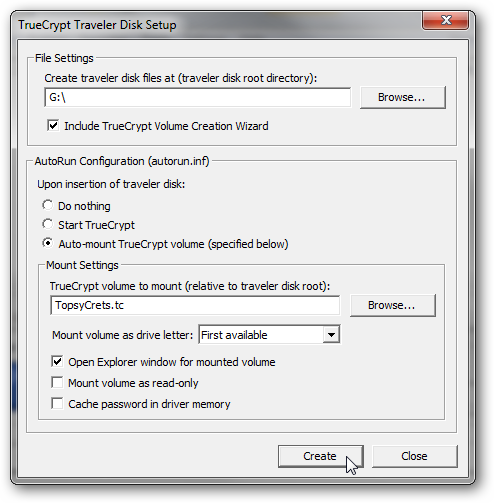 TrueCrypt Traveler Disk Setup
File Settings
Create traveler disk files at (traveler disk root directory):
G:\
Browse...
Include TrueCrypt Volume Creation Wizard
AutoRun Configuration (autorun.inf)
Upon insertion of traveler disk:
Do nothing
Start TrueCrypt
Auto-mount TrueCrypt volume (specified below)
Mount Settings
TrueCrypt volume to mount (relative to traveler disk root):
TopsyCrets.tc
Browse...
Mount volume as drive letter: First available
Open Explorer window for mounted volume
Mount volume as read-only
Cache password in driver memory
Create Close